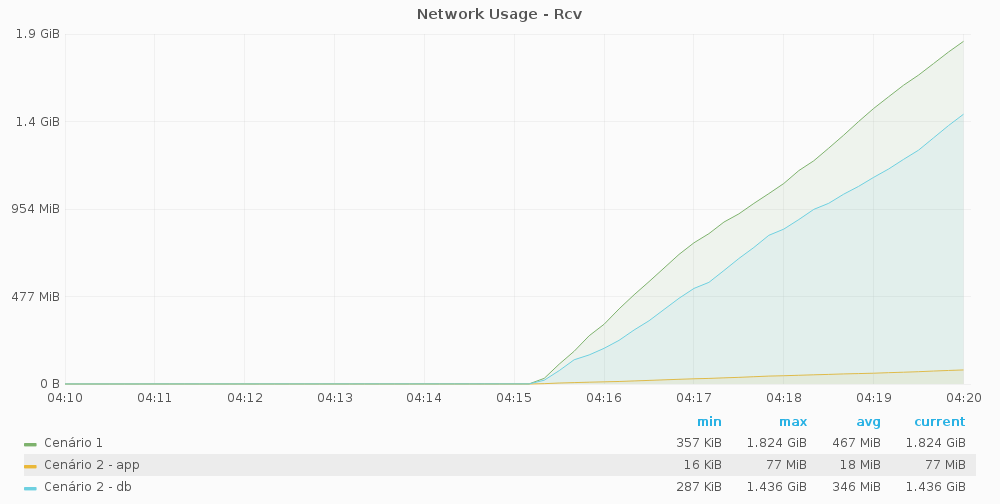 Network Usage - Rcv
1.9 GiB
1.4 GiB
954 MiB
477 MiB
0 B
04:10 04:11 04:12 04:13 04:14 04:15 04:16 04:17 04:18 04:19 04:20
min max avg current
Cenário 1 357 KiB 1.824 GiB 467 MiB 1.824 GiB
Cenário 2 - app 16 KiB 77 MiB 18 MiB 77 MiB
Cenário 2 - db 287 KiB 1.436 GiB 346 MiB 1.436 GiB